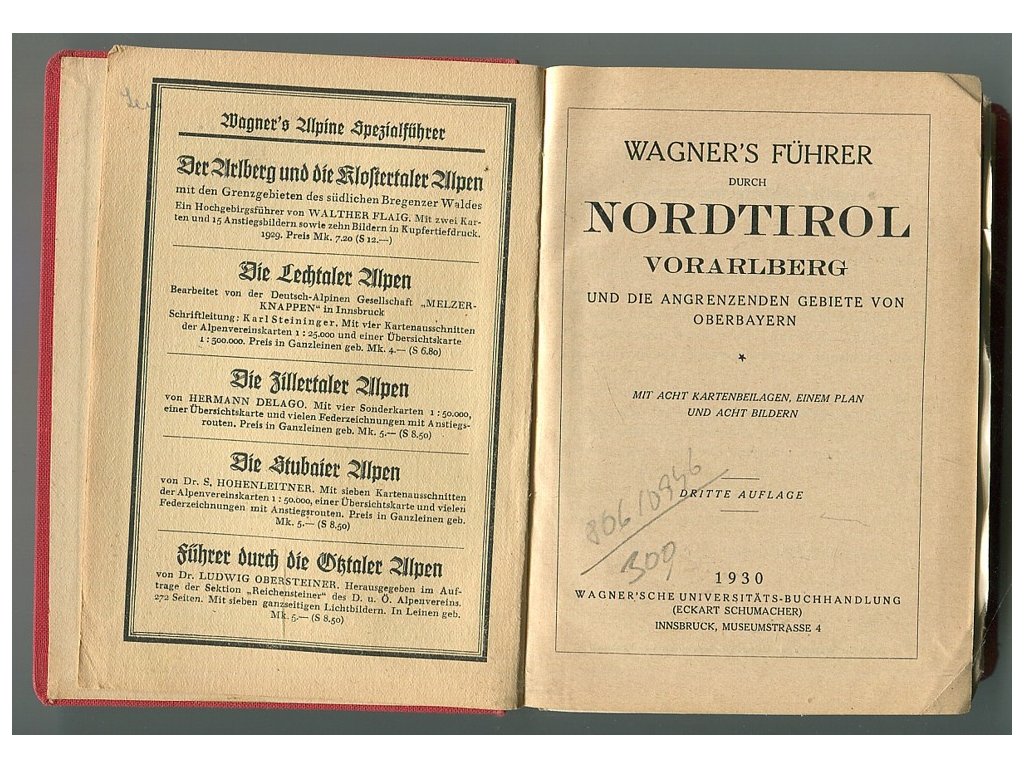 Wagner's Alpine Spezialführer
Der Arlberg und die Klostertaler Alpen
mit den Grenzgebieten des südlichen Bregenzer Waldes
Ein Hochgebirgsführer von WALTHER FLAIG. Mit zwei Kar-
ten und 15 Anstiegsbildern sowie zehn Bildern in Kupfertiefdruck.
1929. Preis Mk. 7.20 (S 12.—)
Die Lechtaler Alpen
Bearbeitet von der Deutsch-Alpinen Gesellschaft „MELZER-
KNAPPEN" in Innsbruck
Schriftleitung: Karl Steininger. Mit vier Kartenausschnitten
der Alpenvereinskarten 1 : 25.000 und einer Übersichtskarte
1 : 500.000. Preis in Ganzleinen geb. Mk. 4.— (S 6.80)
Die Zillertaler Alpen
von HERMANN DELAGO. Mit vier Sonderkarten 1 : 50.000,
einer Übersichtskarte und vielen Federzeichnungen mit Anstiegs-
routen. Preis in Ganzleinen geb. Mk. 5.— (S 8.50)
Die Stubaier Alpen
von Dr. S. HOHENLEITNER. Mit sieben Kartenausschnitten
der Alpenvereinskarten 1 : 50.000, einer Übersichtskarte und vielen
Federzeichnungen mit Anstiegsrouten. Preis in Ganzleinen geb.
Mk. 5.— (S 8.50)
Führer durch die Ötztaler Alpen
von Dr. LUDWIG OBERSTEINER. Herausgegeben im Auf-
trage der Sektion „Reichensteiner" des D. u. Ö. Alpenvereins.
272 Seiten. Mit sieben ganzseitigen Lichtbildern. In Leinen geb.
Mk. 5.— (S 8.50)
WAGNER'S FÜHRER
DURCH
NORDTIROL
VORARLBERG
UND DIE ANGRENZENDEN GEBIETE VON
OBERBAYERN
*
MIT ACHT KARTENBEILAGEN, EINEM PLAN
UND ACHT BILDERN
DRITTE AUFLAGE
309
1930
WAGNER'SCHE UNIVERSITÄTS-BUCHHANDLUNG
(ECKART SCHUMACHER)
INNSBRUCK, MUSEUMSTRASSE 4